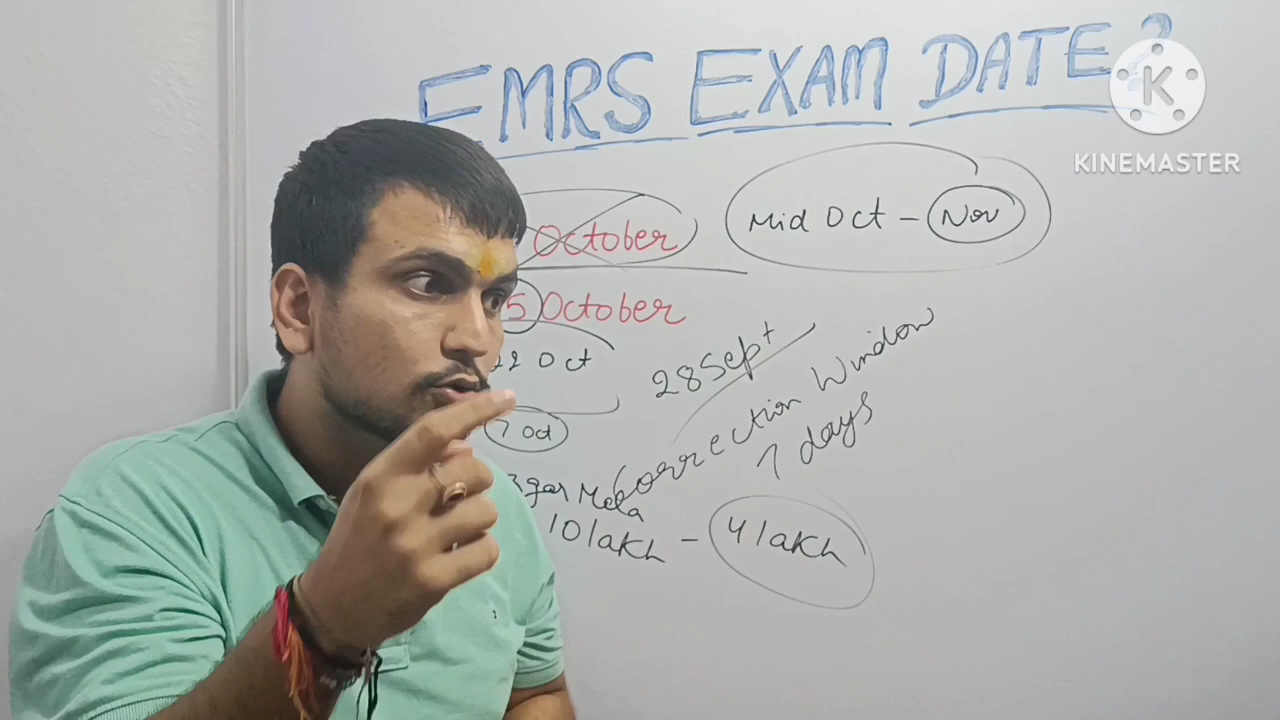 EMRS EXAM DATE?
K
KINEMASTER
October
Mid Oct - Nov
5 October
22 Oct
28 Sept
Correction Window
7 days
7 Oct
Mela
10 lakh - 4 lakh